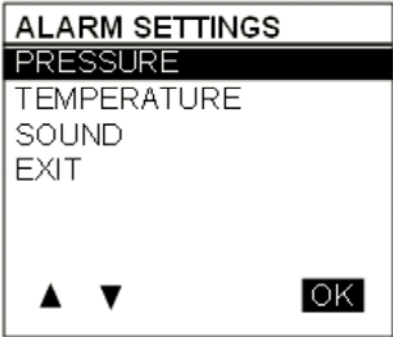 ALARM SETTINGS
PRESSURE
TEMPERATURE
SOUND
EXIT
▲ ▼ OK